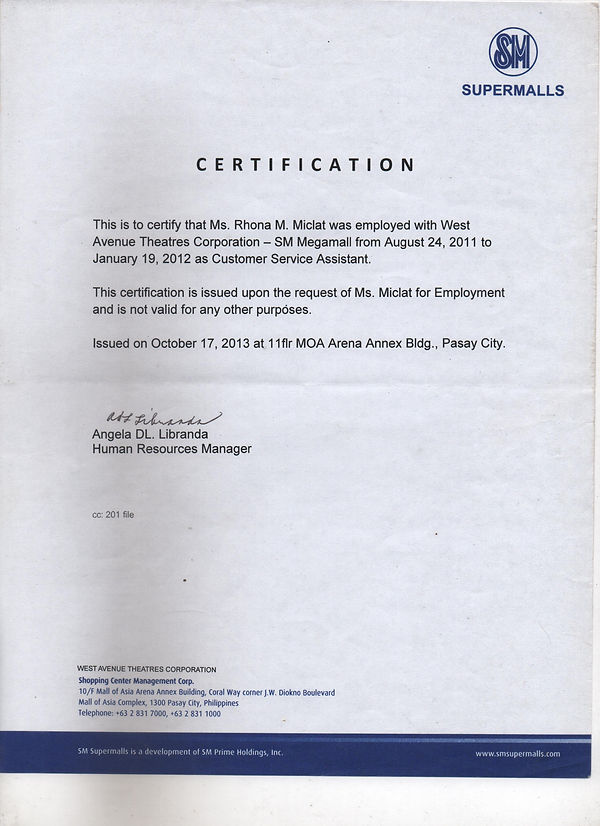 SM
SUPERMALLS
CERTIFICATION
This is to certify that Ms. Rhona M. Miclat was employed with West
Avenue Theatres Corporation – SM Megamall from August 24, 2011 to
January 19, 2012 as Customer Service Assistant.
This certification is issued upon the request of Ms. Miclat for Employment
and is not valid for any other purposes.
Issued on October 17, 2013 at 11flr MOA Arena Annex Bldg., Pasay City.
Angela DL. Libranda
Human Resources Manager
cc: 201 file
WEST AVENUE THEATRES CORPORATION
Shopping Center Management Corp.
10/F Mall of Asia Arena Annex Building, Coral Way corner J.W. Diokno Boulevard
Mall of Asia Complex, 1300 Pasay City, Philippines
Telephone: +63 2 831 7000, +63 2 831 1000
SM Supermalls is a development of SM Prime Holdings, Inc.
www.smsupermalls.com